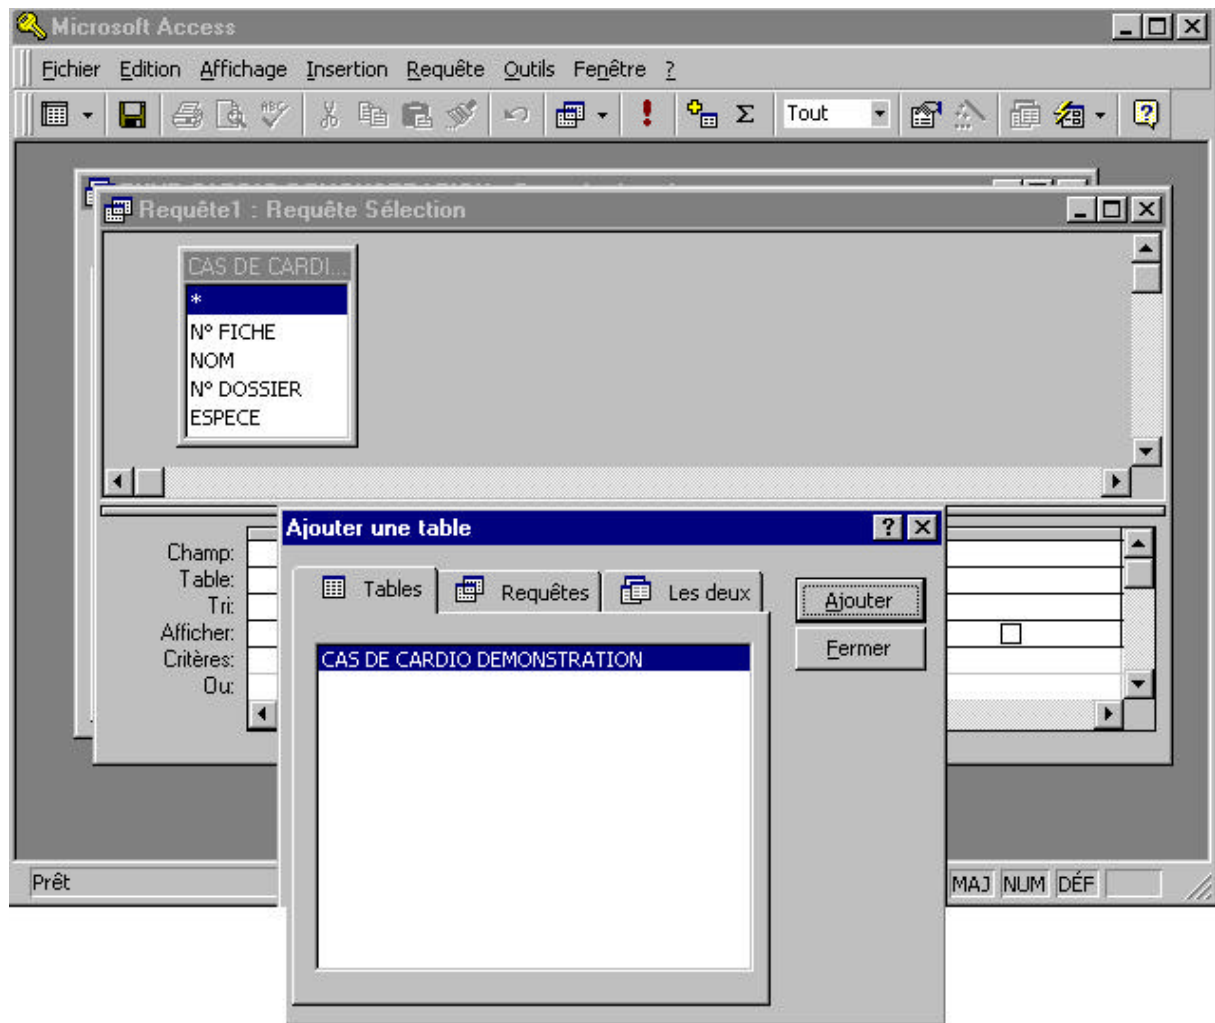 Microsoft Access
Fichier Edition Affichage Insertion Requête Outils Fenêtre ?
ABC Σ Tout
Requête1 : Requête Sélection
CAS DE CARDI...
*
N° FICHE
NOM
N° DOSSIER
ESPECE
Ajouter une table
Champ:
Table:
Tri:
Afficher:
Critères:
Ou:
Tables Requêtes Les deux
Ajouter
Fermer
CAS DE CARDIO DEMONSTRATION
Prêt
MAJ NUM DÉF